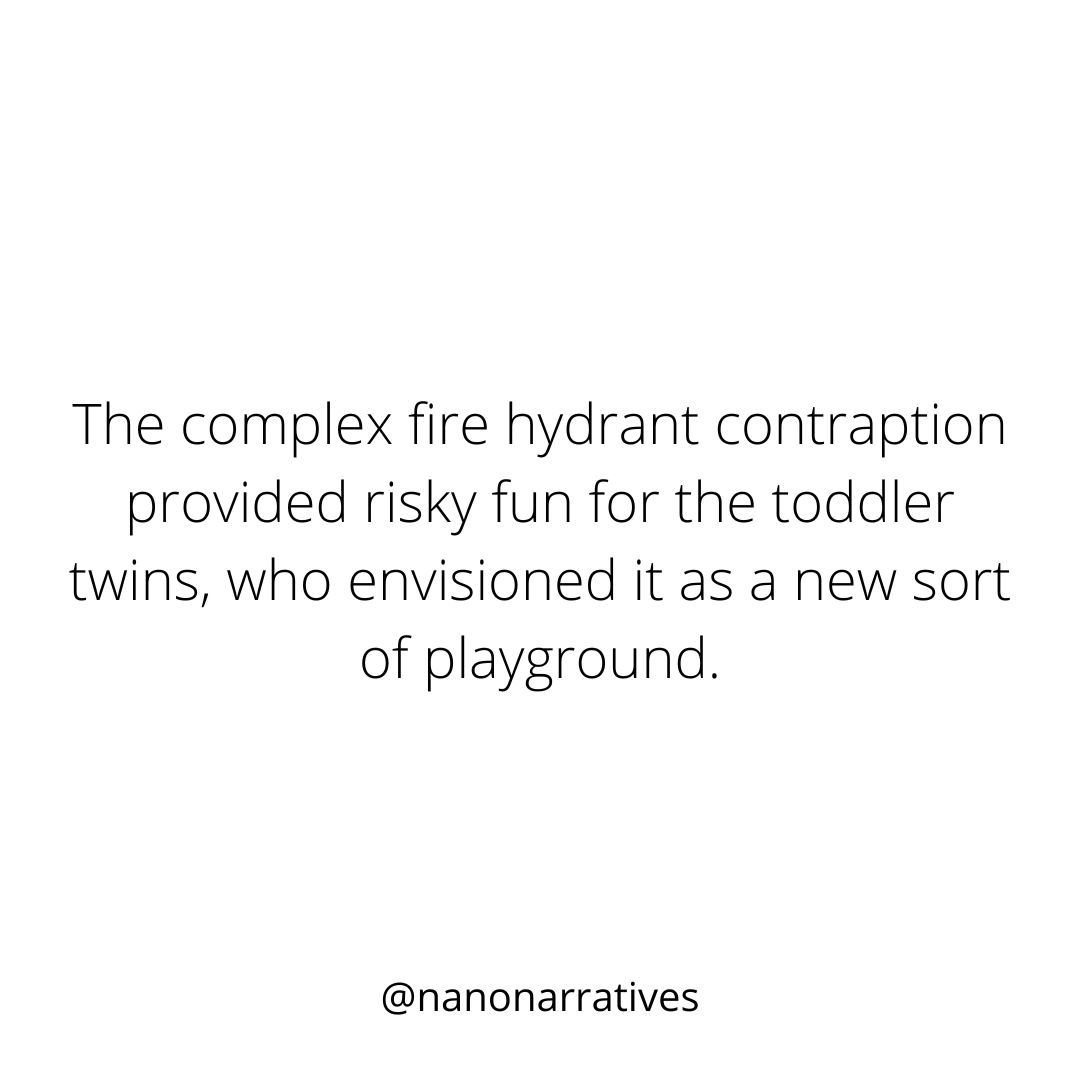 The complex fire hydrant contraption
provided risky fun for the toddler
twins, who envisioned it as a new sort
of playground.
@nanonarratives